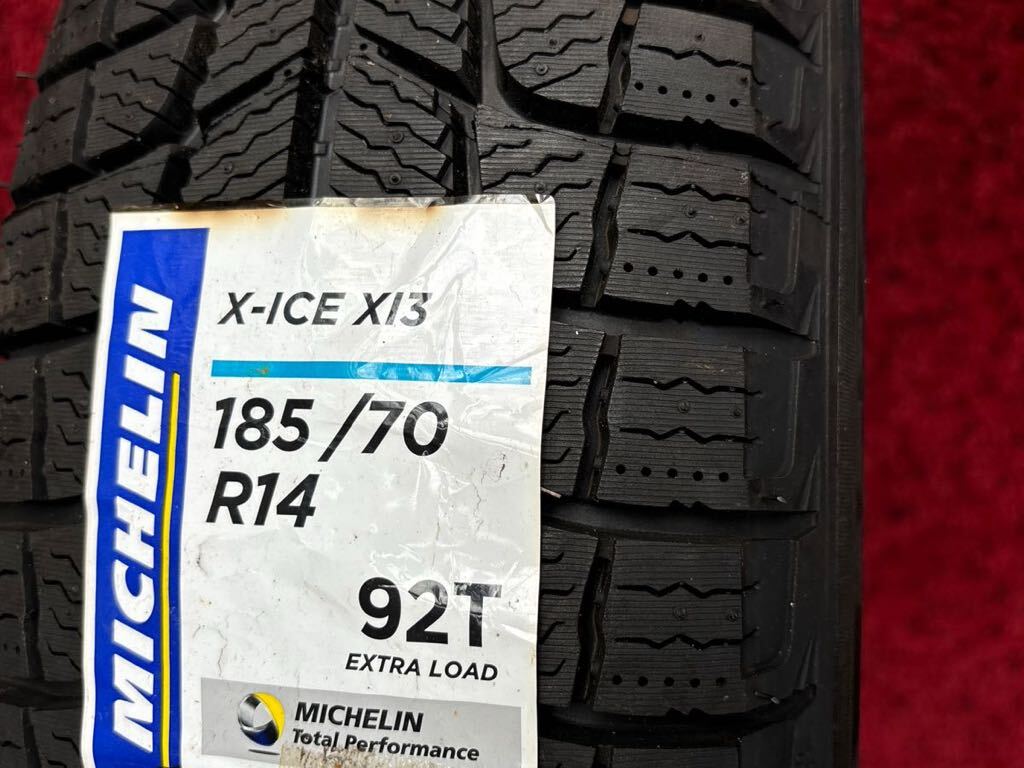 MICHELIN
X-ICE XI3
185 /70
R14
92T
EXTRA LOAD
MICHELIN
Total Performance